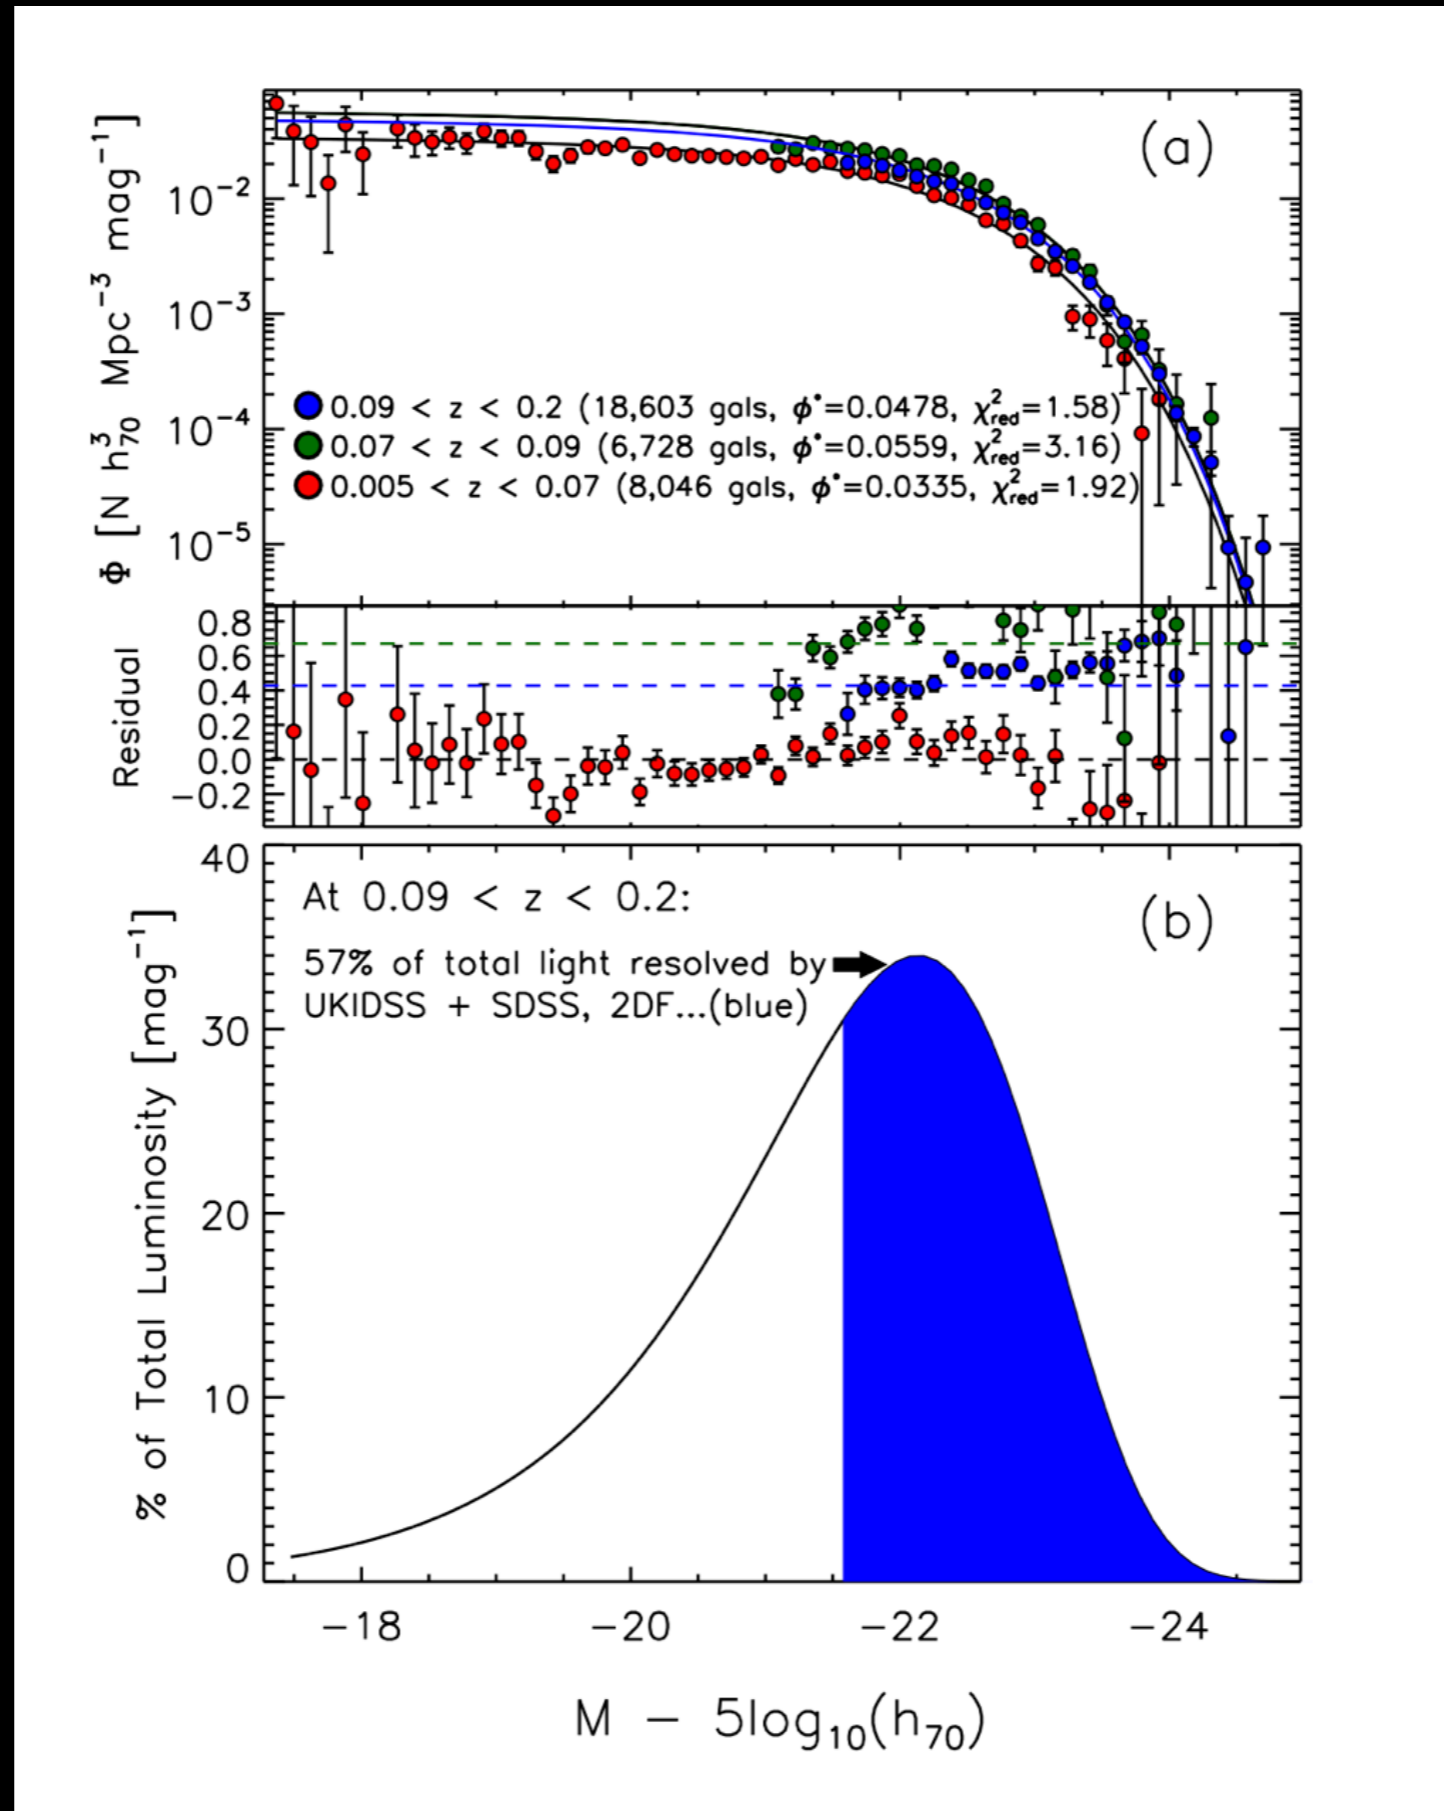 (a)
Φ [N h³₇₀ Mpc⁻³ mag⁻¹]
10⁻²
10⁻³
10⁻⁴
10⁻⁵
0.09 < z < 0.2 (18,603 gals, ϕ*=0.0478, χ²red=1.58)
0.07 < z < 0.09 (6,728 gals, ϕ*=0.0559, χ²red=3.16)
0.005 < z < 0.07 (8,046 gals, ϕ*=0.0335, χ²red=1.92)
Residual
0.8
0.6
0.4
0.2
0.0
−0.2
(b)
% of Total Luminosity [mag⁻¹]
40
30
20
10
0
At 0.09 < z < 0.2:
57% of total light resolved by
UKIDSS + SDSS, 2DF...(blue)
−18 −20 −22 −24
M − 5log₁₀(h₇₀)